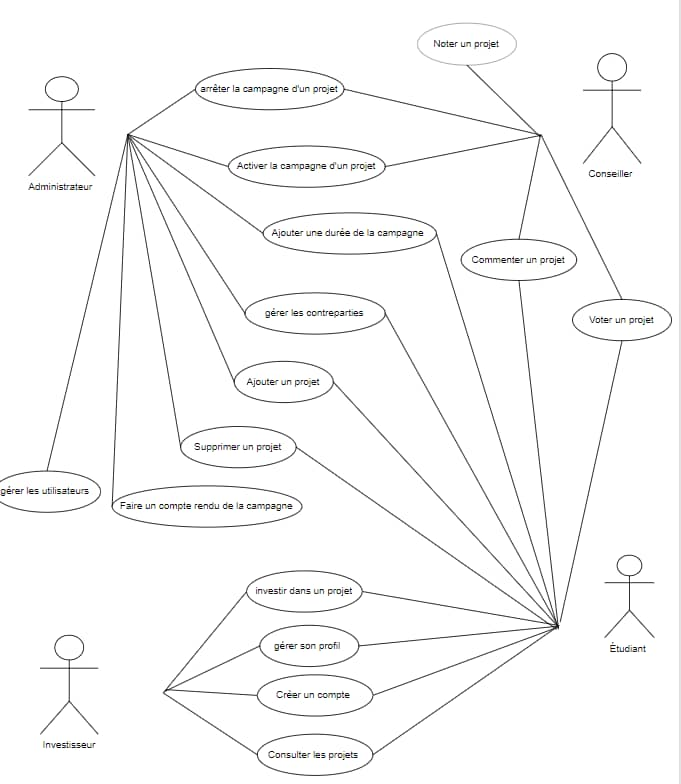 Noter un projet
arrêter la campagne d'un projet
Activer la campagne d'un projet
Administrateur
Conseiller
Ajouter une durée de la campagne
Commenter un projet
gérer les contreparties
Voter un projet
Ajouter un projet
Supprimer un projet
gérer les utilisateurs
Faire un compte rendu de la campagne
investir dans un projet
gérer son profil
Étudiant
Créer un compte
Investisseur
Consulter les projets